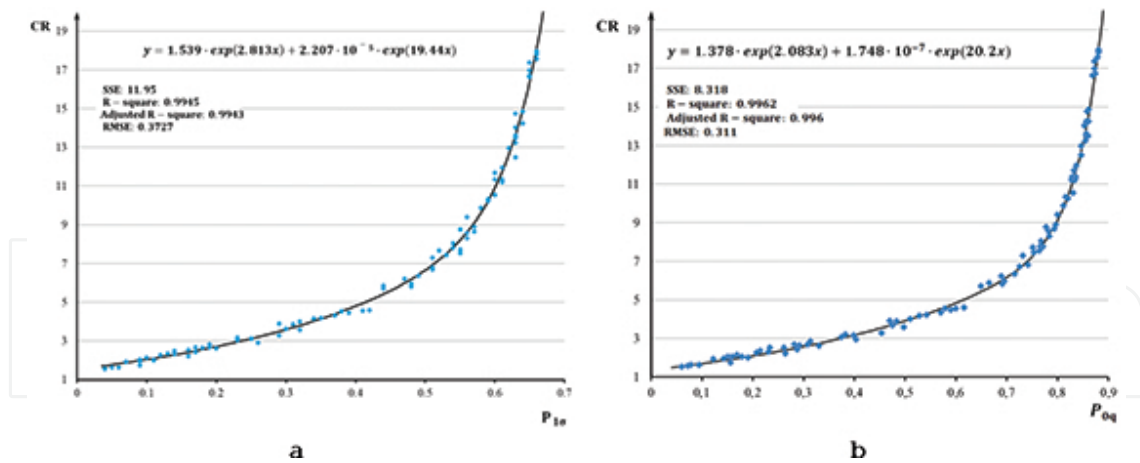 CR
19
17
15
13
11
9
7
5
3
1
y = 1.539 · exp(2.813x) + 2.207 · 10⁻⁵ · exp(19.44x)
SSE: 11.95
R − square: 0.9945
Adjusted R − square: 0.9943
RMSE: 0.3727
0 0.1 0.2 0.3 0.4 0.5 0.6 0.7
P₁σ
a
CR
19
17
15
13
11
9
7
5
3
1
y = 1.378 · exp(2.083x) + 1.748 · 10⁻⁷ · exp(20.2x)
SSE: 8.318
R − square: 0.9962
Adjusted R − square: 0.996
RMSE: 0.311
0 0,1 0,2 0,3 0,4 0,5 0,6 0,7 0,8 0,9
P₀q
b